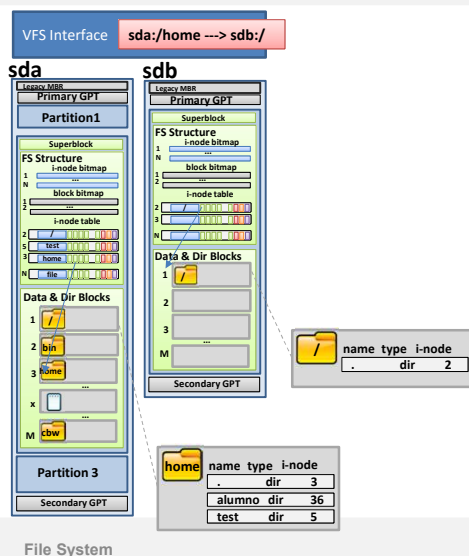 VFS Interface
sda:/home ---> sdb:/
sda
Legacy MBR
Primary GPT
Partition1
Superblock
FS Structure
i-node bitmap
1
...
N
block bitmap
1
2
...
i-node table
2 /
5 test
3 home
N file
Data & Dir Blocks
1 /
2 bin
3 home
...
x
...
M cbw
Partition 3
Secondary GPT
sdb
Legacy MBR
Primary GPT
Superblock
FS Structure
i-node bitmap
1
...
N
block bitmap
1
2
...
i-node table
2 /
3
N
Data & Dir Blocks
1 /
2
3
...
M
Secondary GPT
/
name type i-node
. dir 2
home
name type i-node
. dir 3
alumno dir 36
test dir 5
File System